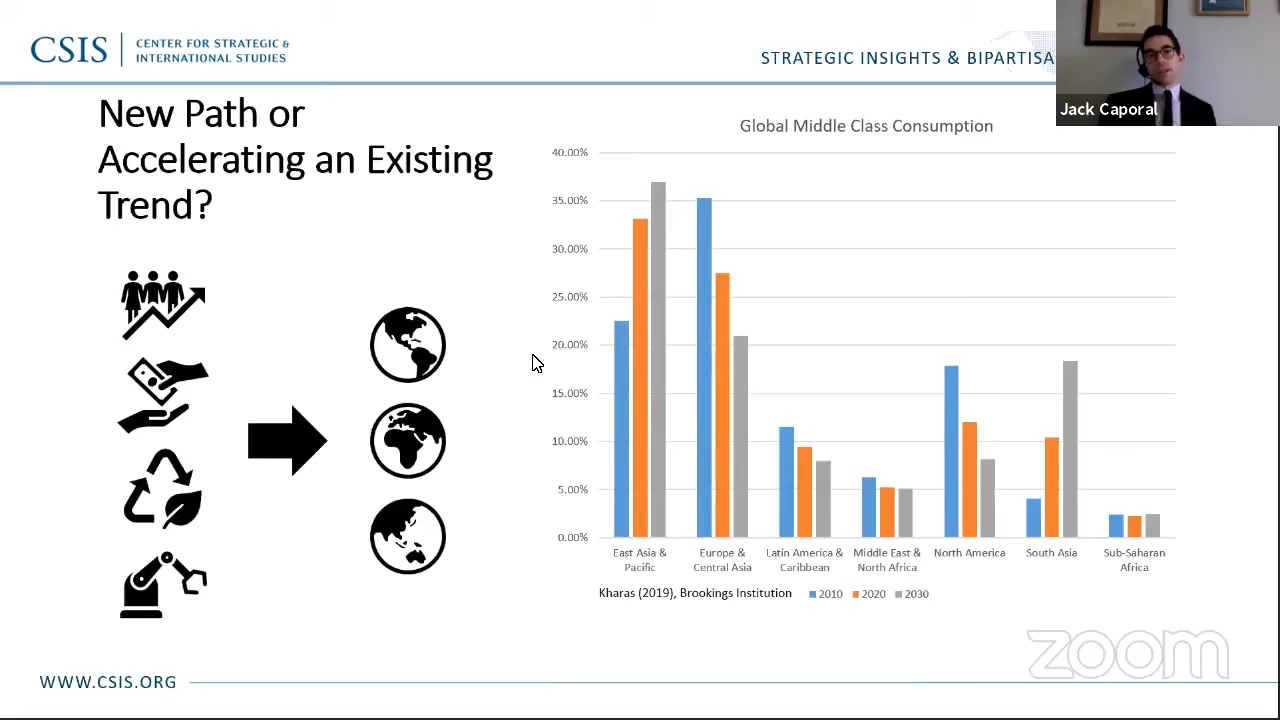 CSIS
CENTER FOR STRATEGIC &
INTERNATIONAL STUDIES
STRATEGIC INSIGHTS & BIPARTISA
Jack Caporal
New Path or
Accelerating an Existing
Trend?
Global Middle Class Consumption
40.00%
35.00%
30.00%
25.00%
20.00%
15.00%
10.00%
5.00%
0.00%
East Asia &
Pacific
Europe &
Central Asia
Latin America &
Caribbean
Middle East &
North Africa
North America
South Asia
Sub-Saharan
Africa
Kharas (2019), Brookings Institution
2010
2020
2030
zoom
WWW.CSIS.ORG